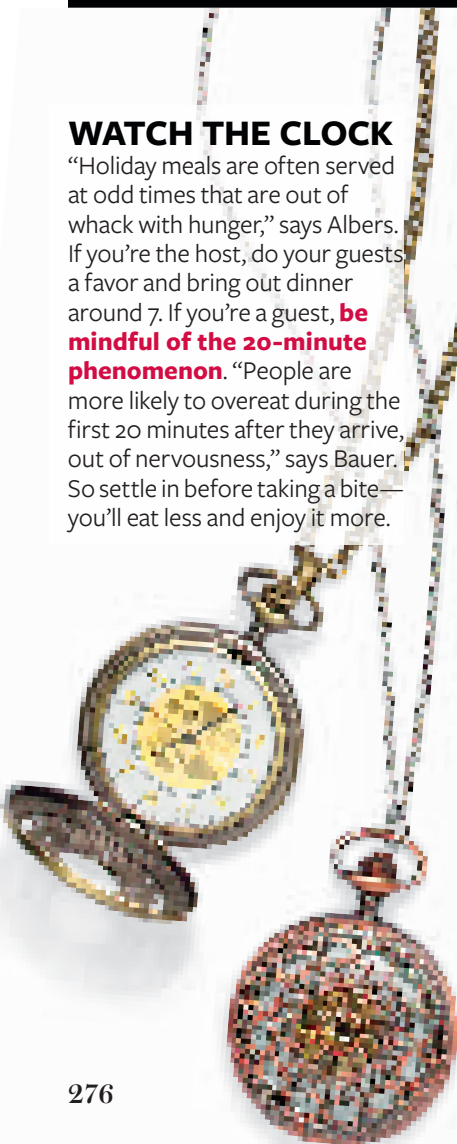 WATCH THE CLOCK
“Holiday meals are often served
at odd times that are out of
whack with hunger,” says Albers.
If you’re the host, do your guests
a favor and bring out dinner
around 7. If you’re a guest, be
mindful of the 20-minute
phenomenon. “People are
more likely to overeat during the
first 20 minutes after they arrive,
out of nervousness,” says Bauer.
So settle in before taking a bite—
you’ll eat less and enjoy it more.
276